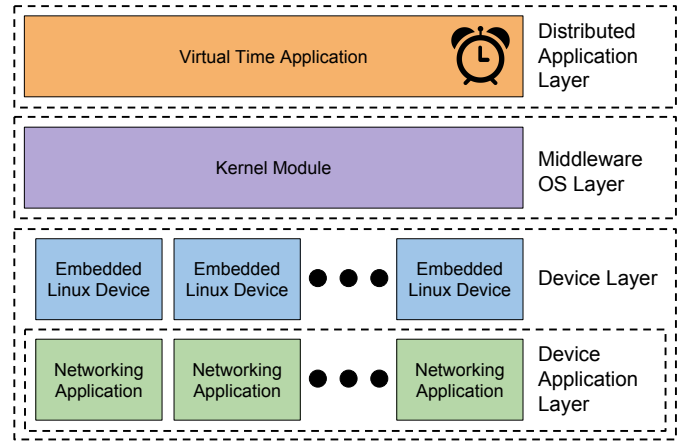 Virtual Time Application
Distributed
Application
Layer
Kernel Module
Middleware
OS Layer
Embedded
Linux Device
Embedded
Linux Device
Embedded
Linux Device
Device Layer
Networking
Application
Networking
Application
Networking
Application
Device
Application
Layer